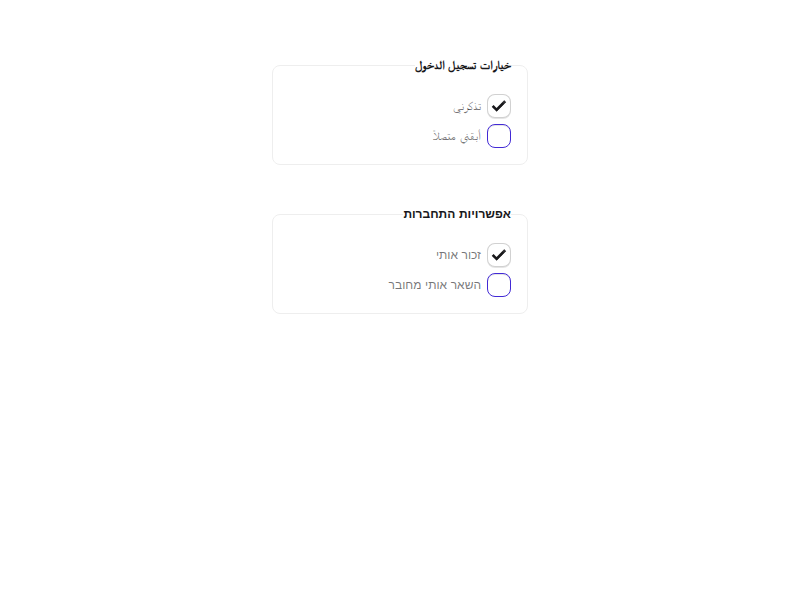 خيارات تسجيل الدخول
تذكرني
أبقني متصلاً
אפשרויות התחברות
זכור אותי
השאר אותי מחובר